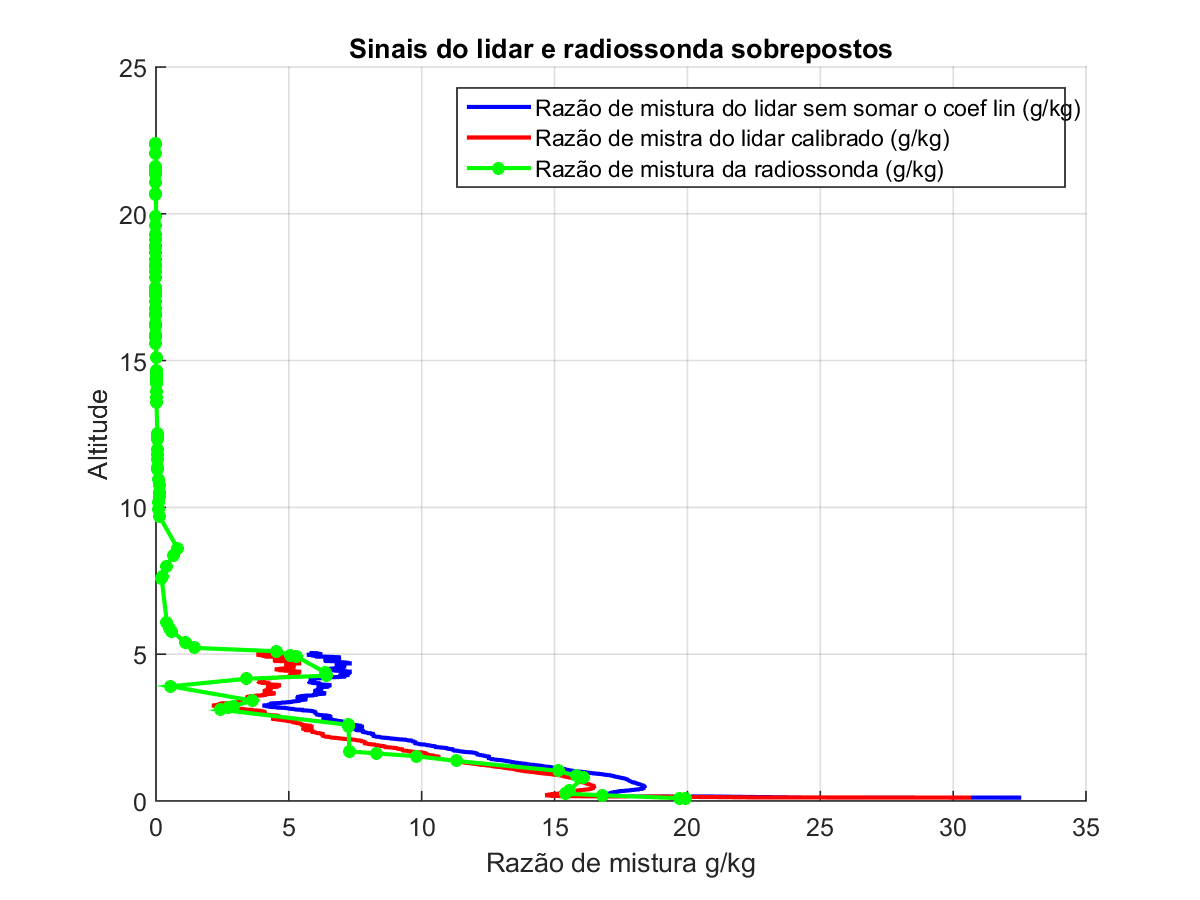 Sinais do lidar e radiossonda sobrepostos
25
Razão de mistura do lidar sem somar o coef lin (g/kg)
Razão de mistra do lidar calibrado (g/kg)
Razão de mistura da radiossonda (g/kg)
20
15
Altitude
10
5
0
0 5 10 15 20 25 30 35
Razão de mistura g/kg